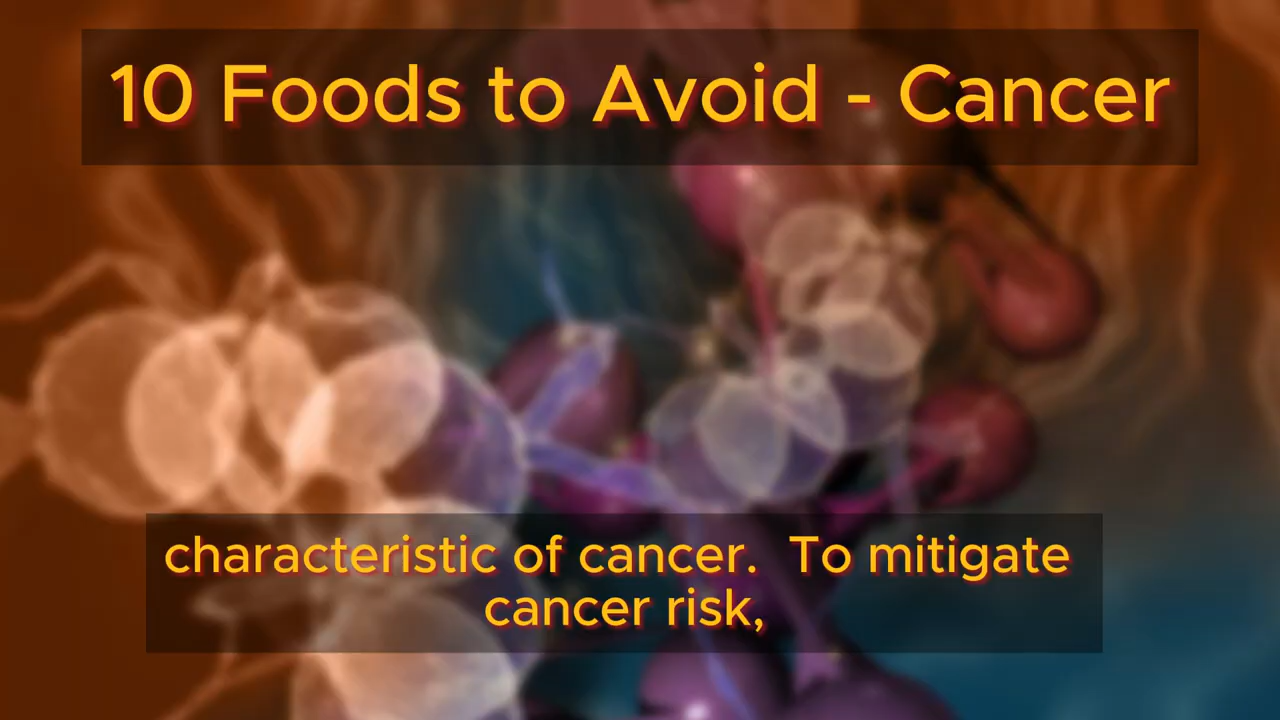 10 Foods to Avoid - Cancer
characteristic of cancer.  To mitigate
cancer risk,